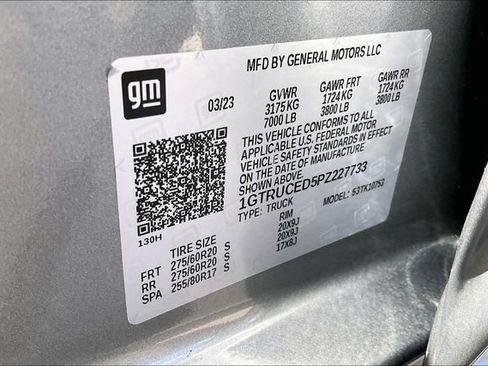 gm
MFD BY GENERAL MOTORS LLC
03/23
GVWR GAWR FRT GAWR RR
3175 KG 1724 KG 1724 KG
7000 LB 3800 LB 3800 LB
THIS VEHICLE CONFORMS TO ALL
APPLICABLE U.S. FEDERAL MOTOR
VEHICLE SAFETY STANDARDS IN EFFECT
ON THE DATE OF MANUFACTURE
SHOWN ABOVE.
1GTRUCED5PZ227733
TYPE: TRUCK MODEL: 53TK10753
130H
TIRE SIZE RIM
FRT 275/60R20 S 20X9J
RR 275/60R20 S 20X9J
SPA 255/80R17 S 17X8J